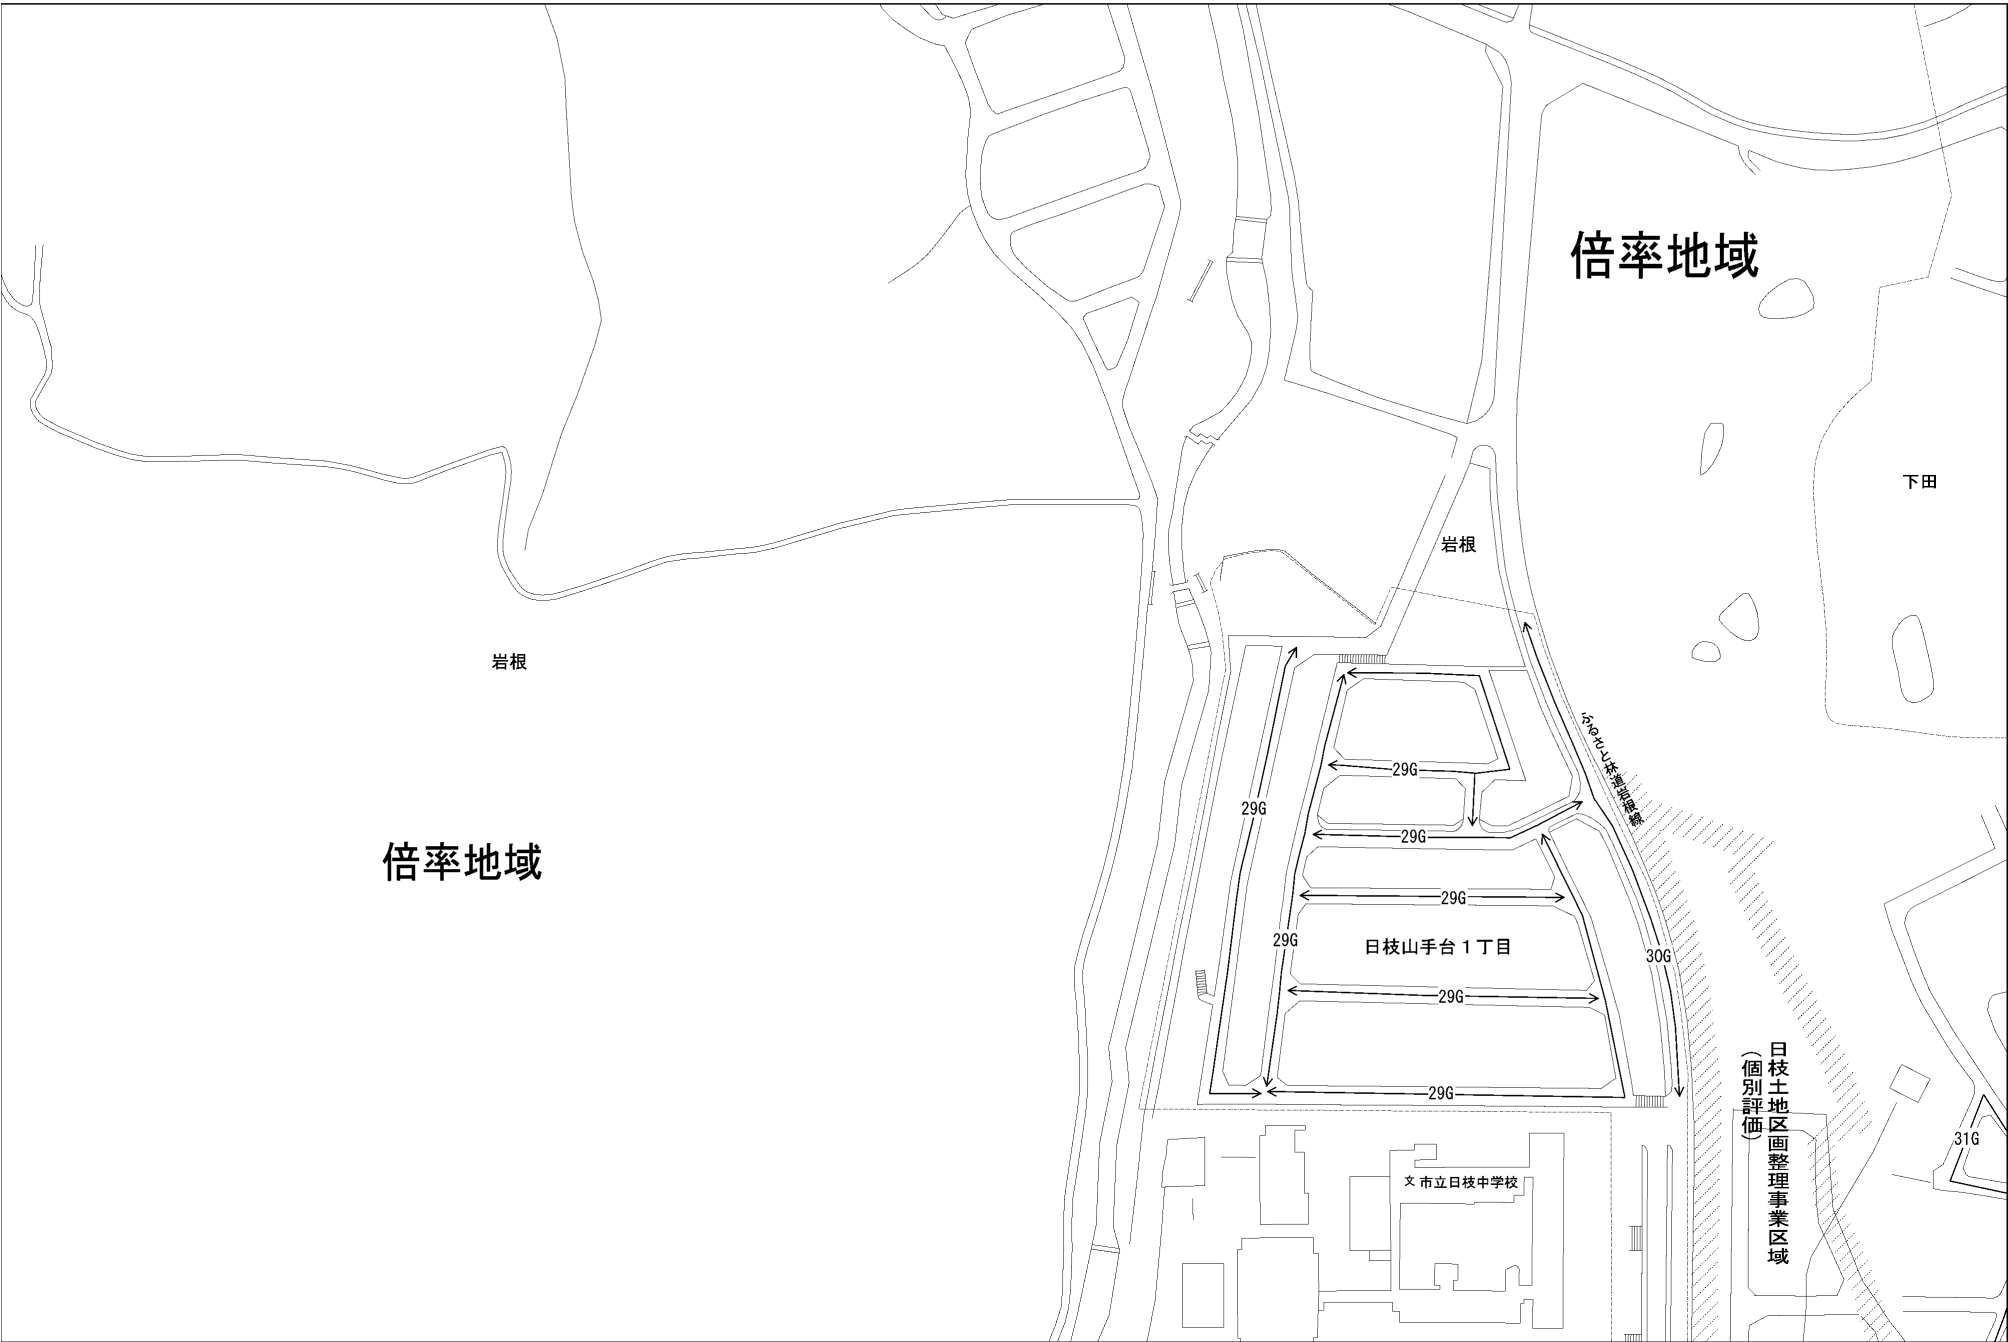 倍率地域
下田
岩根
岩根
ふるさと林道岩根線
29G
29G
29G
倍率地域
29G
29G
日枝山手台１丁目
30G
29G
29G
日枝土地区画整理事業区域
（個別評価）
31G
文 市立日枝中学校